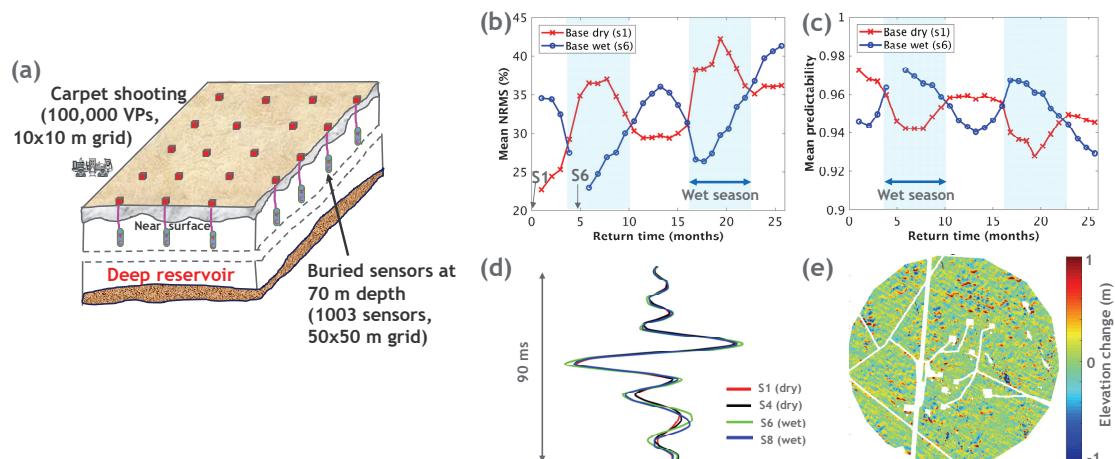 (a)
Carpet shooting
(100,000 VPs,
10x10 m grid)
Near surface
Deep reservoir
Buried sensors at
70 m depth
(1003 sensors,
50x50 m grid)
(b)
Mean NRMS (%)
45
40
35
30
25
20
Base dry (s1)
Base wet (s6)
S1
S6
Wet season
0 5 10 15 20 25
Return time (months)
(c)
Mean predictability
1
0.98
0.96
0.94
0.92
0.9
Base dry (s1)
Base wet (s6)
Wet season
0 5 10 15 20 25
Return time (months)
(d)
90 ms
S1 (dry)
S4 (dry)
S6 (wet)
S8 (wet)
(e)
1
0
-1
Elevation change (m)